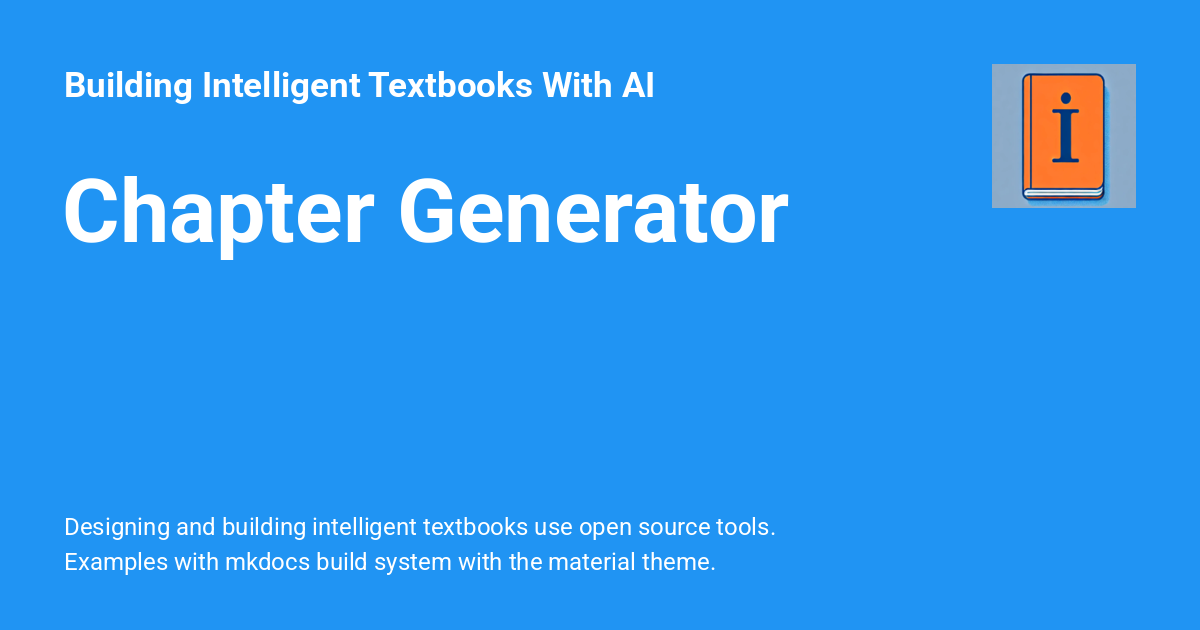 Building Intelligent Textbooks With AI
Chapter Generator
i
Designing and building intelligent textbooks use open source tools.
Examples with mkdocs build system with the material theme.